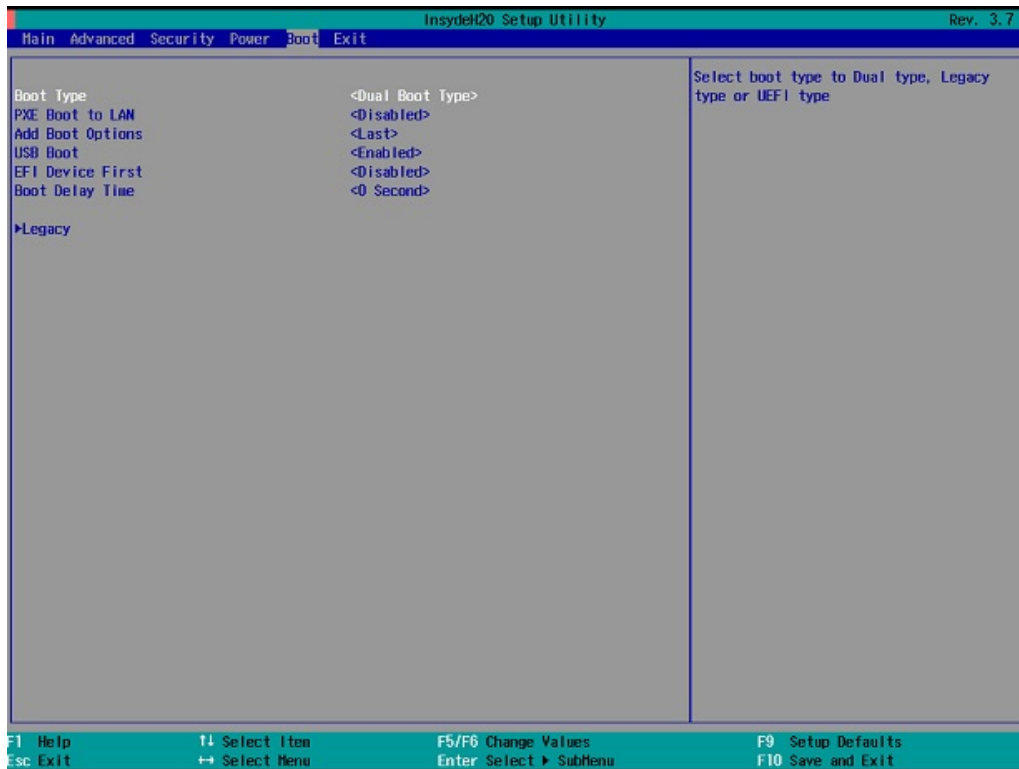 InsydeH20 Setup Utility Rev. 3.7
Main Advanced Security Power Boot Exit
Boot Type <Dual Boot Type>
PXE Boot to LAN <Disabled>
Add Boot Options <Last>
USB Boot <Enabled>
EFI Device First <Disabled>
Boot Delay Time <0 Second>
▶Legacy
Select boot type to Dual type, Legacy
type or UEFI type
F1 Help ↑↓ Select Item F5/F6 Change Values F9 Setup Defaults
Esc Exit ↔ Select Menu Enter Select ▶ SubMenu F10 Save and Exit